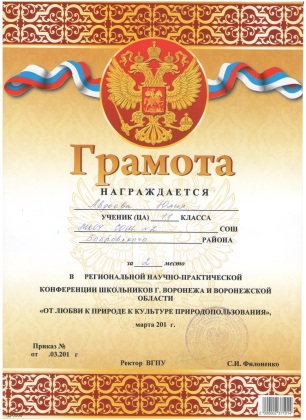 Грамота
НАГРАЖДАЕТСЯ
УЧЕНИК (ЦА) КЛАССА
СОШ
Бобровского РАЙОНА
за 2 место
В РЕГИОНАЛЬНОЙ НАУЧНО-ПРАКТИЧЕСКОЙ
КОНФЕРЕНЦИИ ШКОЛЬНИКОВ Г. ВОРОНЕЖА И ВОРОНЕЖСКОЙ
ОБЛАСТИ
«ОТ ЛЮБВИ К ПРИРОДЕ К КУЛЬТУРЕ ПРИРОДОПОЛЬЗОВАНИЯ»,
марта 201 г.
Приказ №
от .03.201 г
Ректор ВГПУ С.И. Филоненко